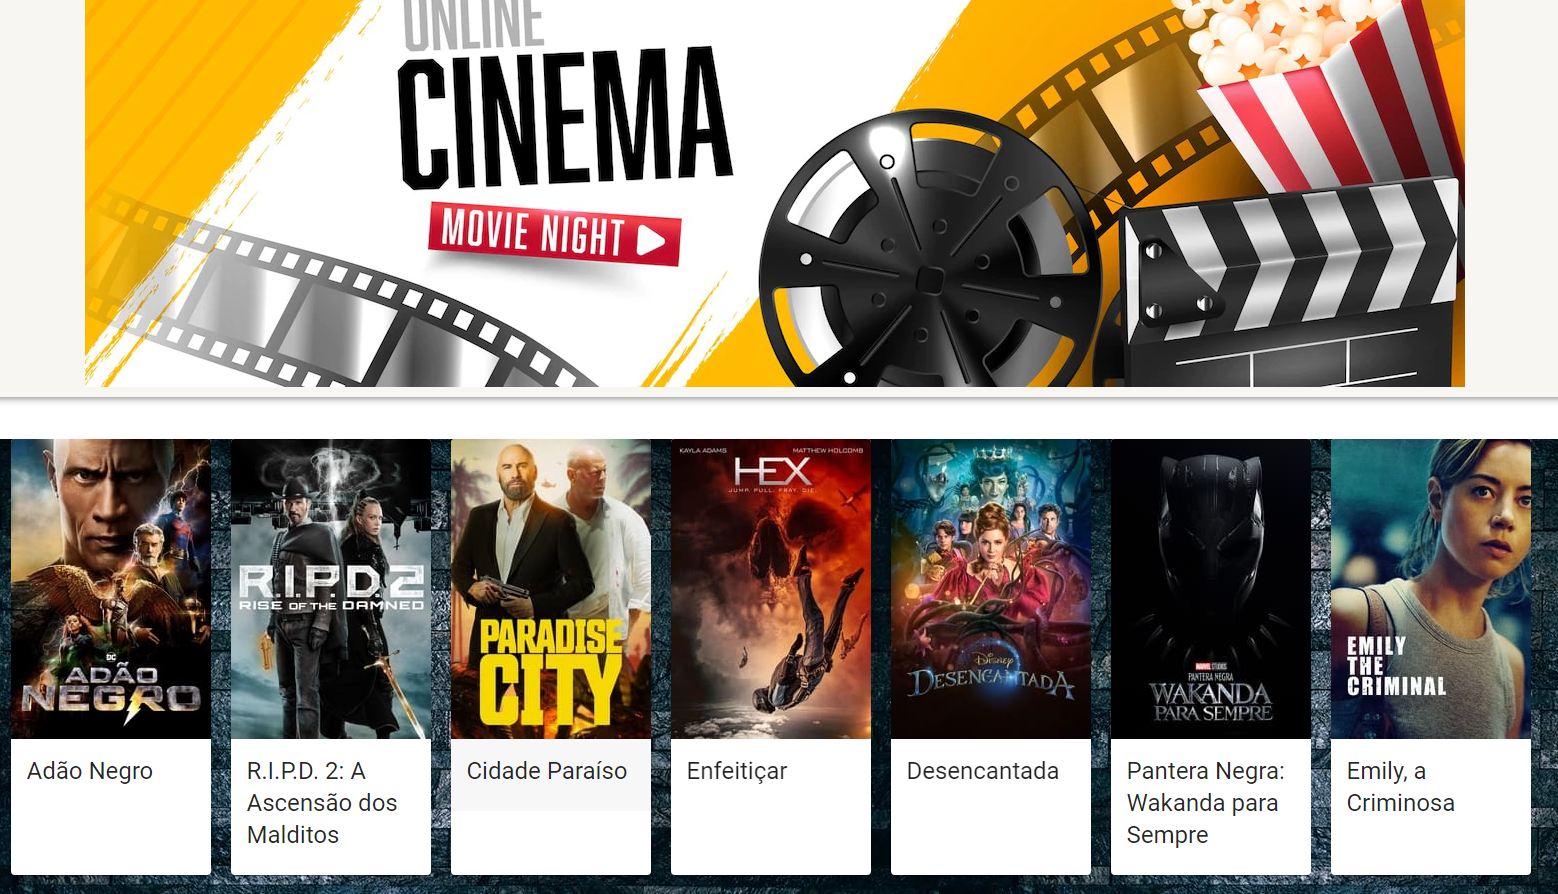 ONLINE
CINEMA
MOVIE NIGHT
DC
ADÃO
NEGRO
R.I.P.D.2
RISE OF THE DAMNED
PARADISE
CITY
KAYLA ADAMS MATTHEW HOLCOMB
HEX
JUMP. PULL. PRAY. DIE.
Disney
DESENCANTADA
MARVEL STUDIOS
PANTERA NEGRA
WAKANDA
PARA SEMPRE
EMILY
THE
CRIMINAL
Adão Negro
R.I.P.D. 2: A
Ascensão dos
Malditos
Cidade Paraíso
Enfeitiçar
Desencantada
Pantera Negra:
Wakanda para
Sempre
Emily, a
Criminosa